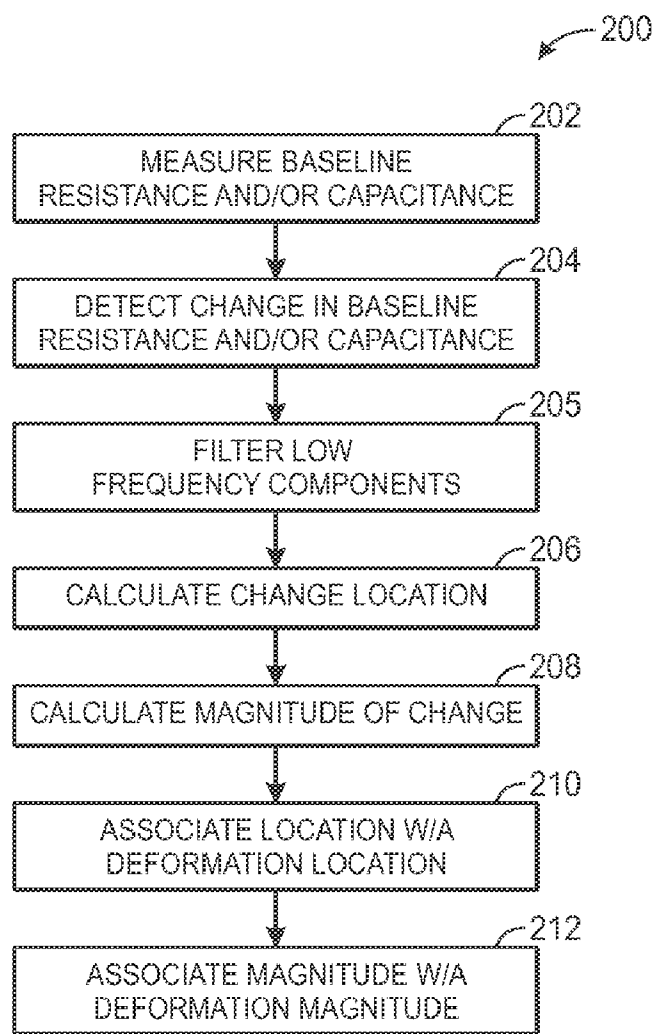 200
202
MEASURE BASELINE
RESISTANCE AND/OR CAPACITANCE
204
DETECT CHANGE IN BASELINE
RESISTANCE AND/OR CAPACITANCE
205
FILTER LOW
FREQUENCY COMPONENTS
206
CALCULATE CHANGE LOCATION
208
CALCULATE MAGNITUDE OF CHANGE
210
ASSOCIATE LOCATION W/A
DEFORMATION LOCATION
212
ASSOCIATE MAGNITUDE W/A
DEFORMATION MAGNITUDE